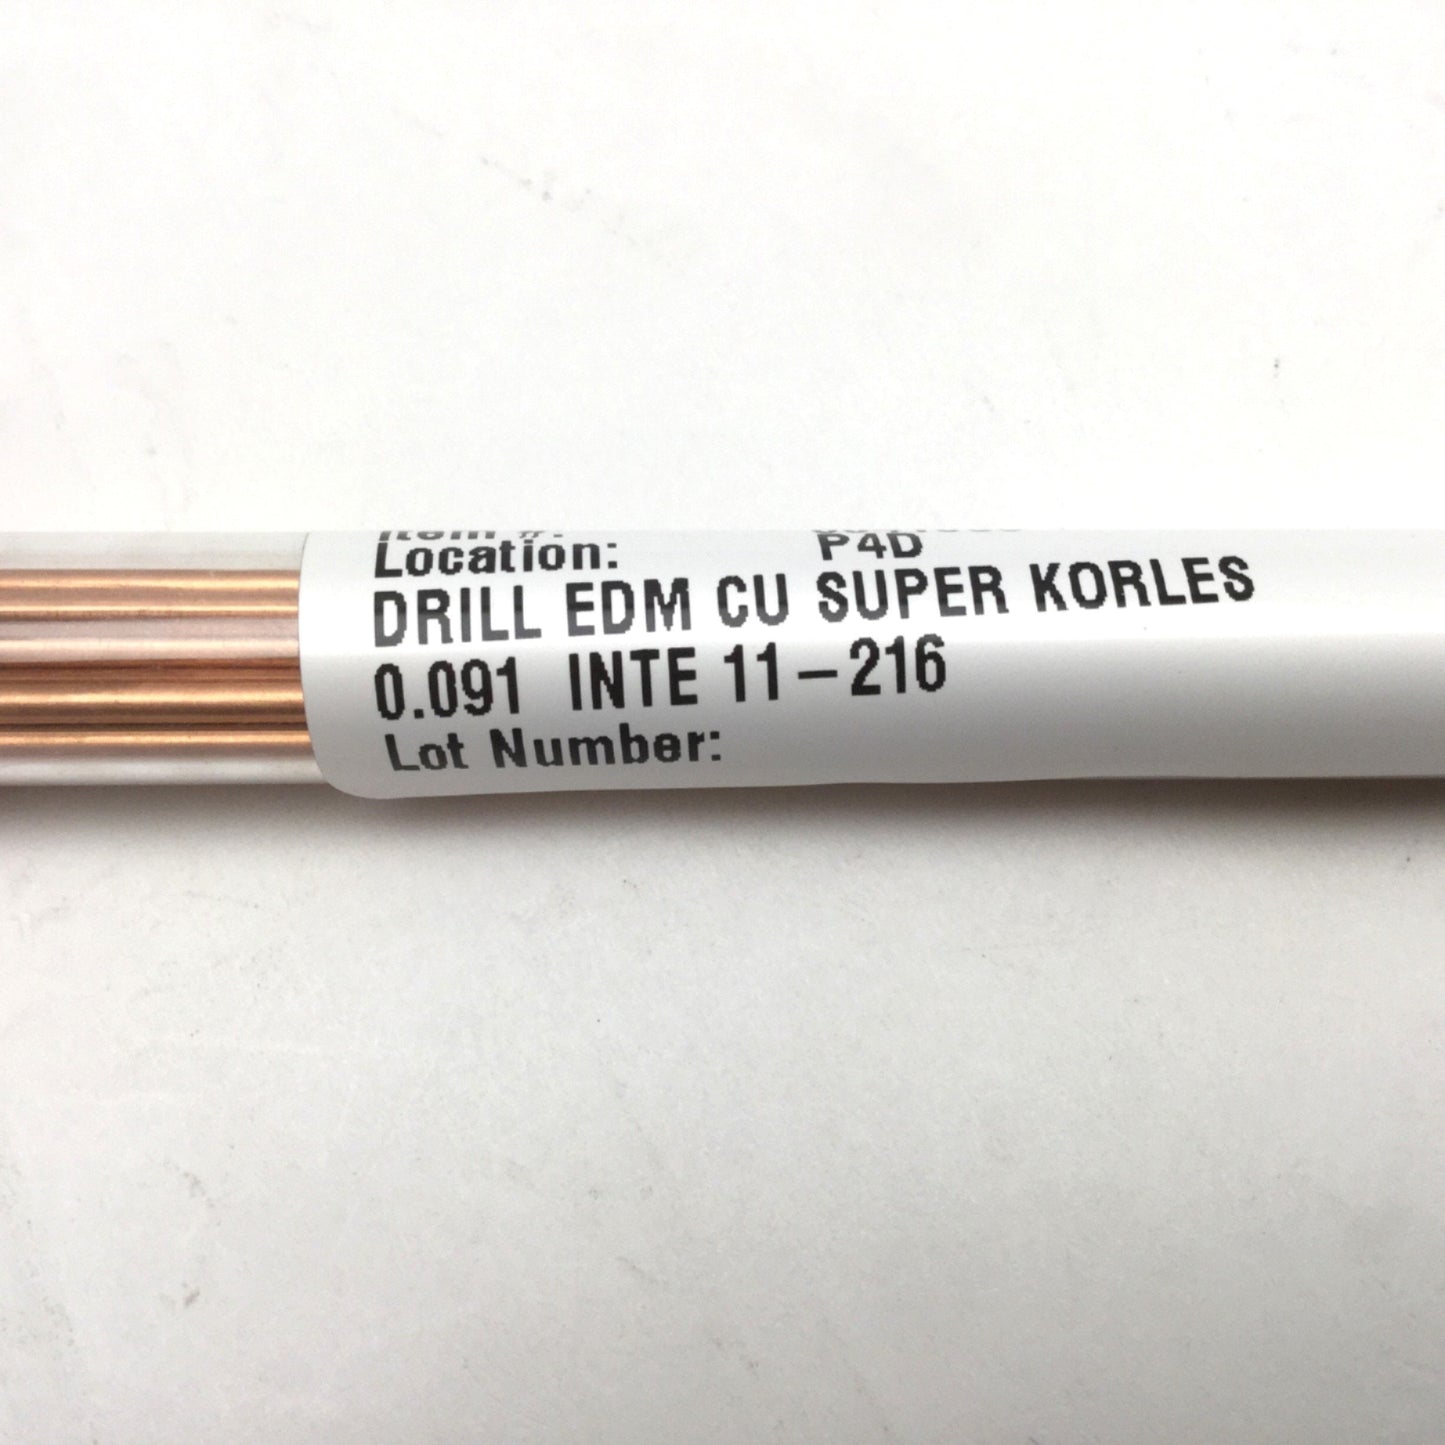 Location: P4D
DRILL EDM CU SUPER KORLES
0.091 INTE 11-216
Lot Number: